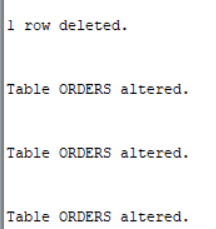 1 row deleted.
Table ORDERS altered.
Table ORDERS altered.
Table ORDERS altered.